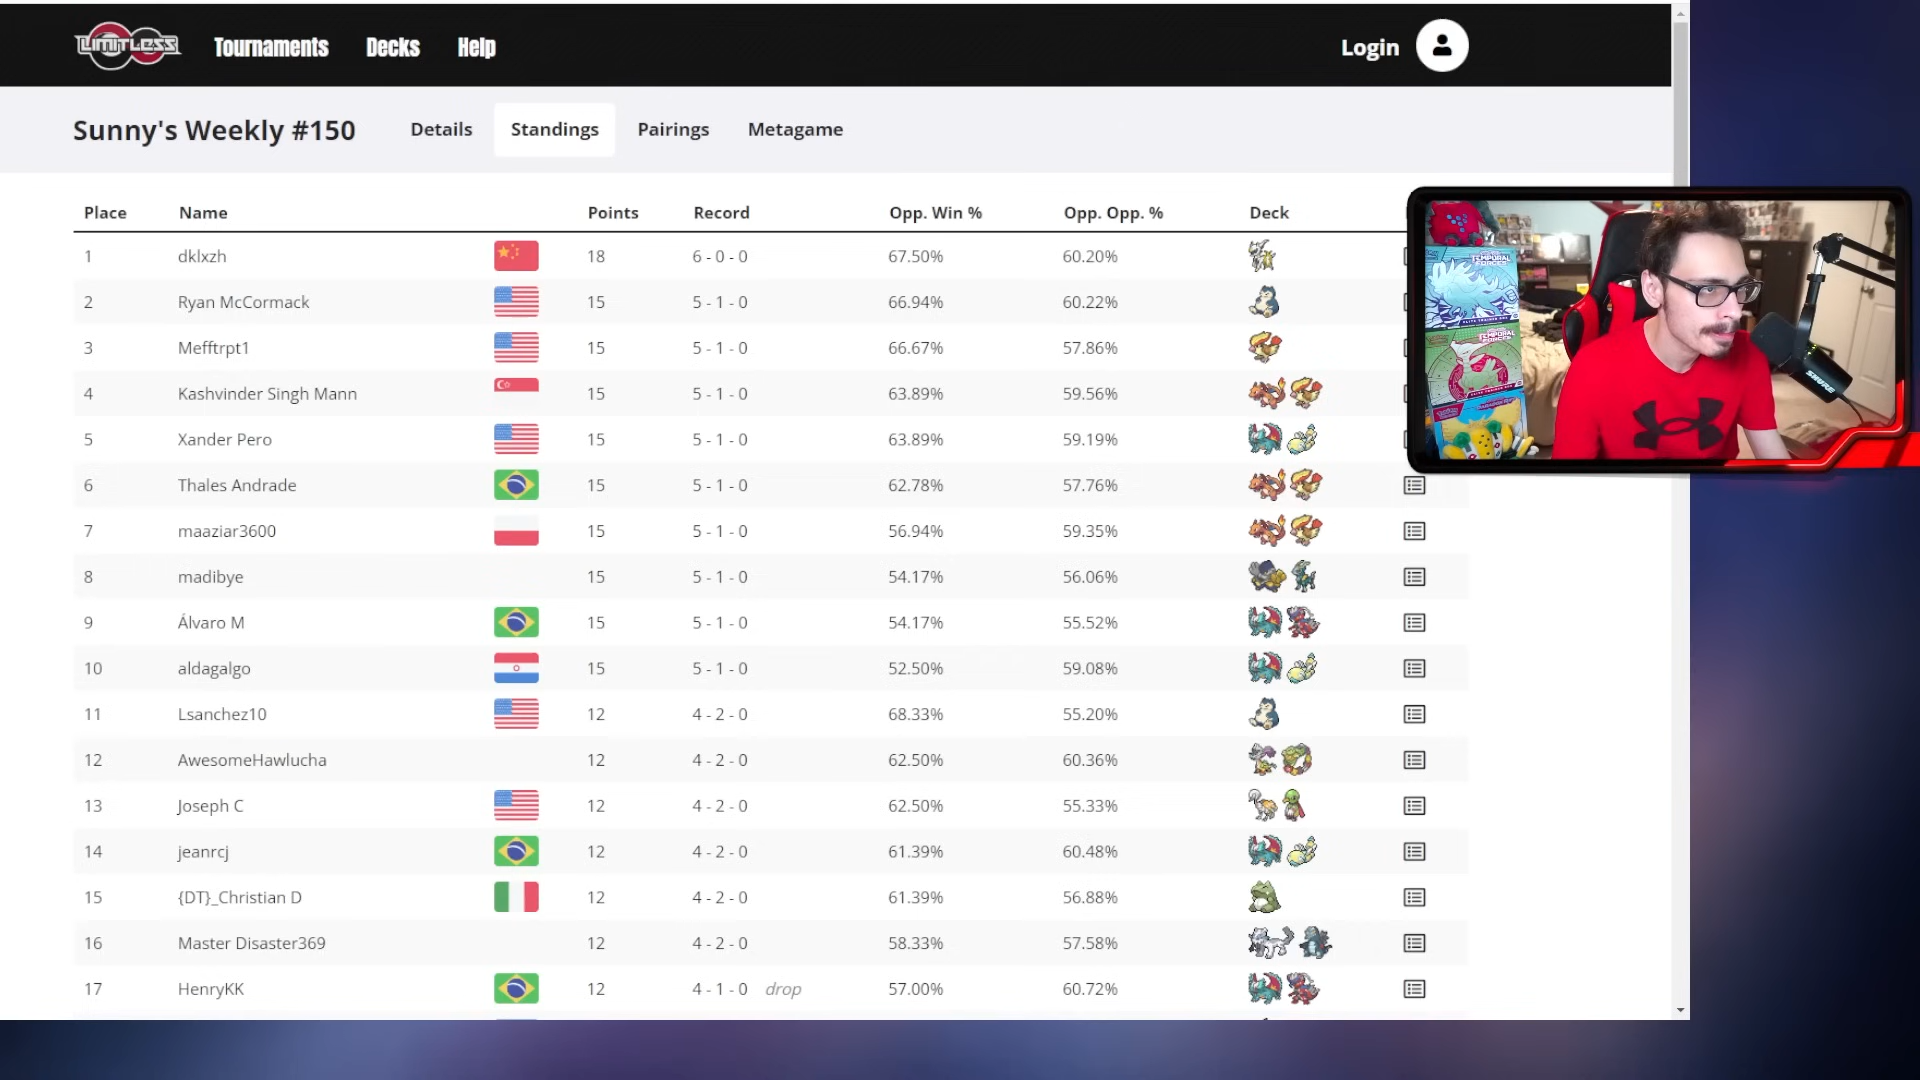 LIMITLESS Tournaments Decks Help Login
Sunny's Weekly #150 Details Standings Pairings Metagame
Place Name Points Record Opp. Win % Opp. Opp. % Deck
1 dklxzh 18 6 - 0 - 0 67.50% 60.20%
2 Ryan McCormack 15 5 - 1 - 0 66.94% 60.22%
3 Mefftrpt1 15 5 - 1 - 0 66.67% 57.86%
4 Kashvinder Singh Mann 15 5 - 1 - 0 63.89% 59.56%
5 Xander Pero 15 5 - 1 - 0 63.89% 59.19%
6 Thales Andrade 15 5 - 1 - 0 62.78% 57.76%
7 maaziar3600 15 5 - 1 - 0 56.94% 59.35%
8 madibye 15 5 - 1 - 0 54.17% 56.06%
9 Álvaro M 15 5 - 1 - 0 54.17% 55.52%
10 aldagalgo 15 5 - 1 - 0 52.50% 59.08%
11 Lsanchez10 12 4 - 2 - 0 68.33% 55.20%
12 AwesomeHawlucha 12 4 - 2 - 0 62.50% 60.36%
13 Joseph C 12 4 - 2 - 0 62.50% 55.33%
14 jeanrcj 12 4 - 2 - 0 61.39% 60.48%
15 {DT}_Christian D 12 4 - 2 - 0 61.39% 56.88%
16 Master Disaster369 12 4 - 2 - 0 58.33% 57.58%
17 HenryKK 12 4 - 1 - 0 drop 57.00% 60.72%
TEMPORAL FORCES
TEMPORAL FORCES
SHURE